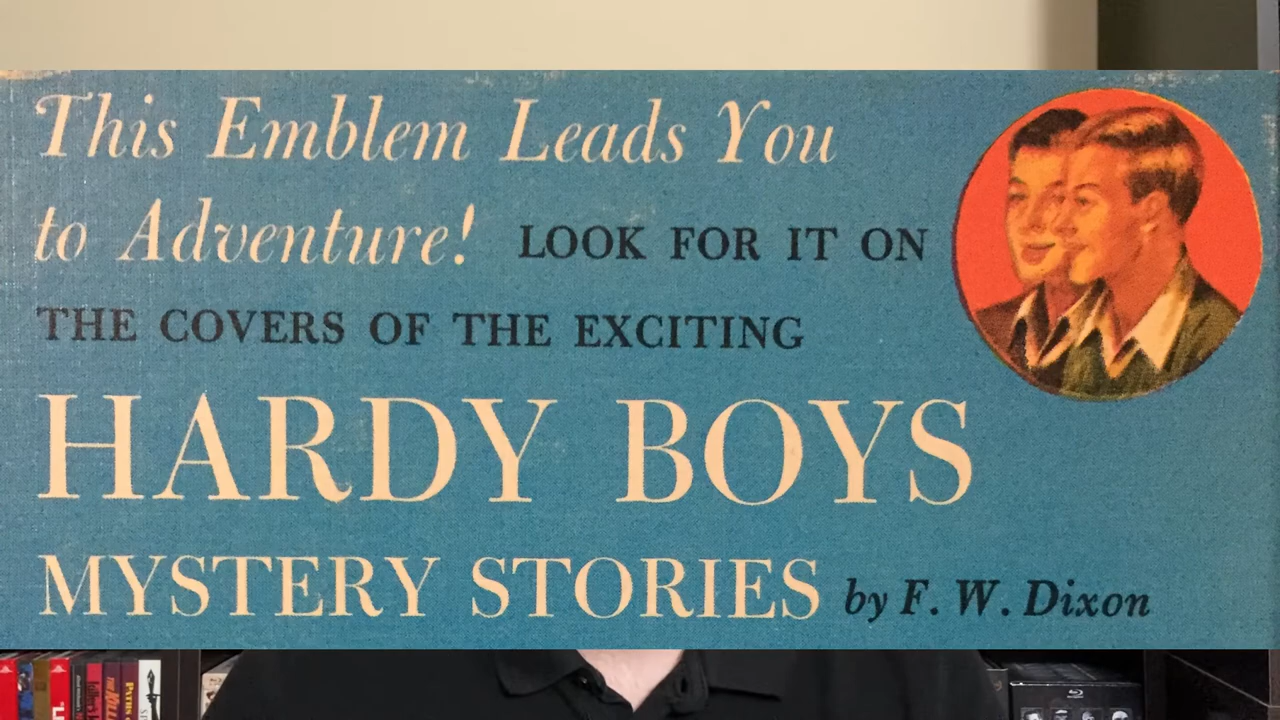 This Emblem Leads You
to Adventure! LOOK FOR IT ON
THE COVERS OF THE EXCITING
HARDY BOYS
MYSTERY STORIES by F. W. Dixon
PATHS